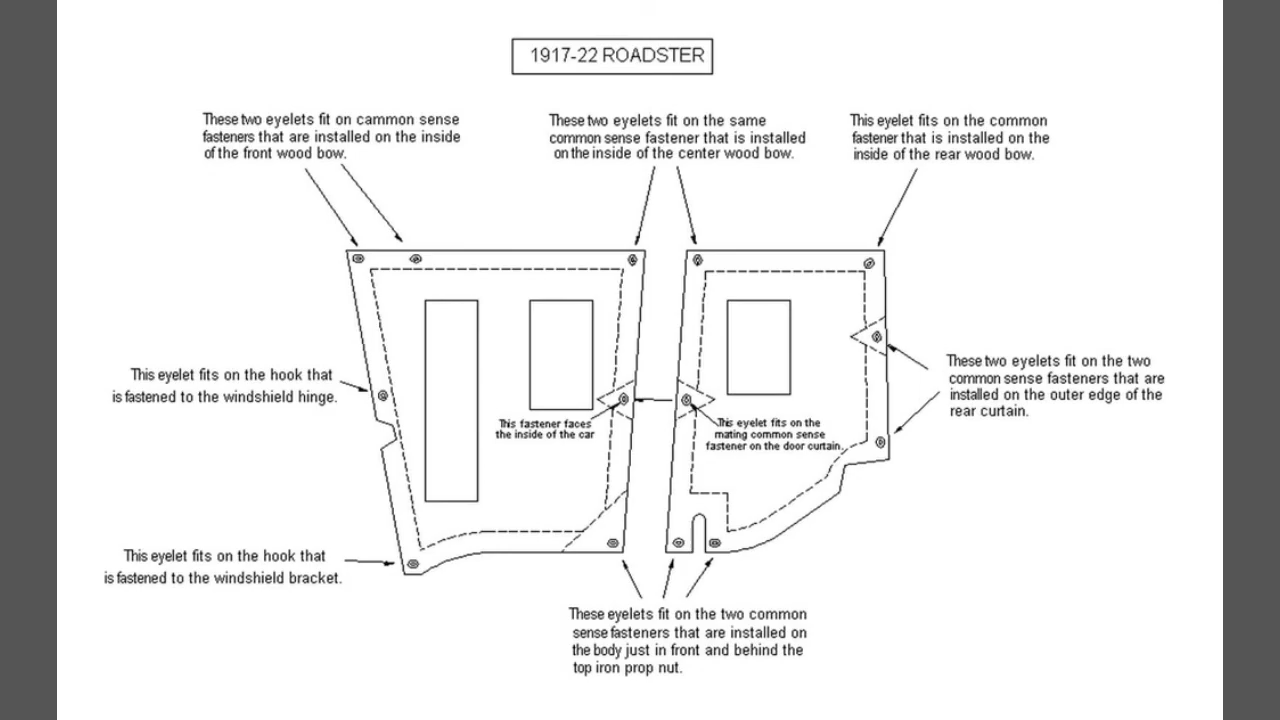 1917-22 ROADSTER
These two eyelets fit on cammon sense
fasteners that are installed on the inside
of the front wood bow.
These two eyelets fit on the same
common sense fastener that is installed
on the inside of the center wood bow.
This eyelet fits on the common
fastener that is installed on the
inside of the rear wood bow.
This eyelet fits on the hook that
is fastened to the windshield hinge.
This fastener faces
the inside of the car
This eyelet fits on the
mating common sense
fastener on the door curtain.
These two eyelets fit on the two
common sense fasteners that are
installed on the outer edge of the
rear curtain.
This eyelet fits on the hook that
is fastened to the windshield bracket.
These eyelets fit on the two common
sense fasteners that are installed on
the body just in front and behind the
top iron prop nut.